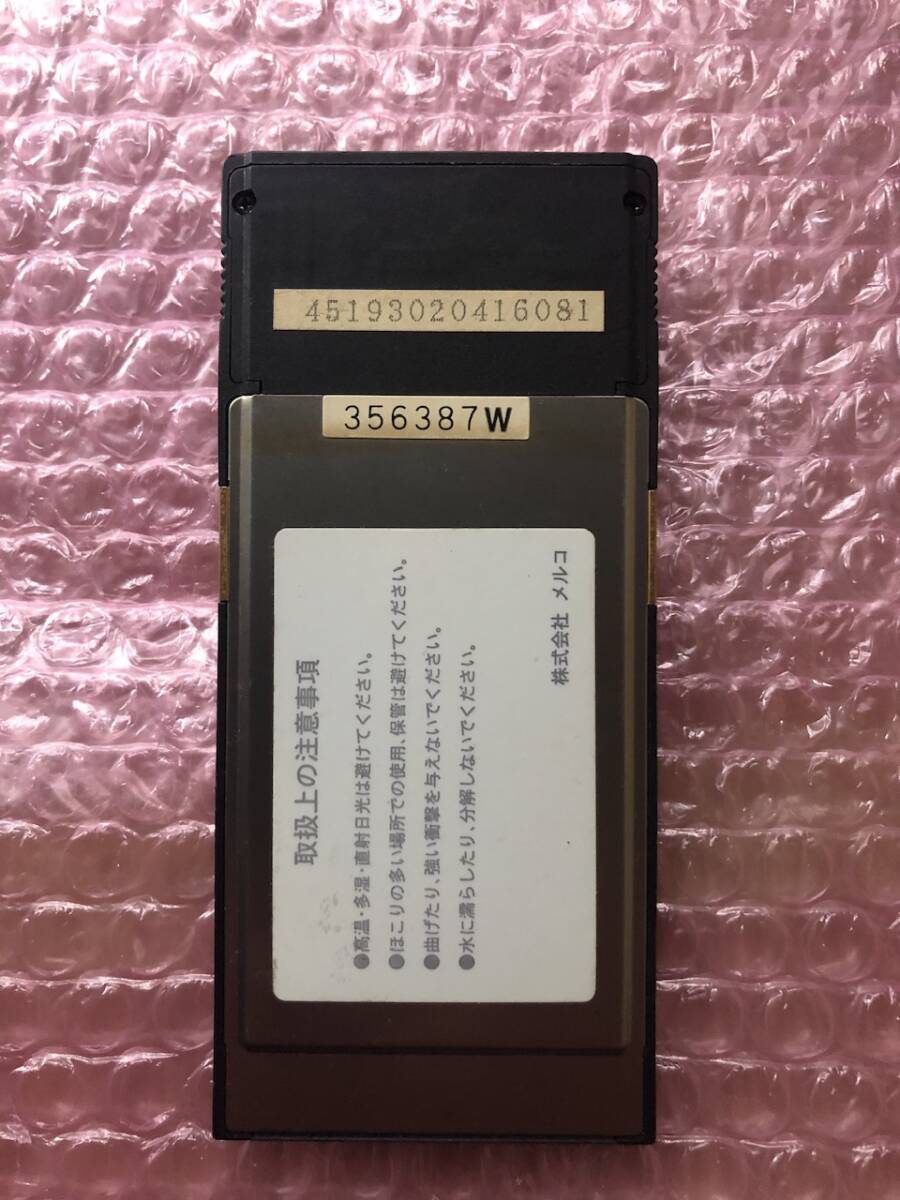 45193020416081
356387W
取扱上の注意事項
●高温・多湿・直射日光は避けてください。
●ほこりの多い場所での使用、保管は避けてください。
●曲げたり、強い衝撃を与えないでください。
●水に濡らしたり、分解しないでください。
株式会社 メルコ